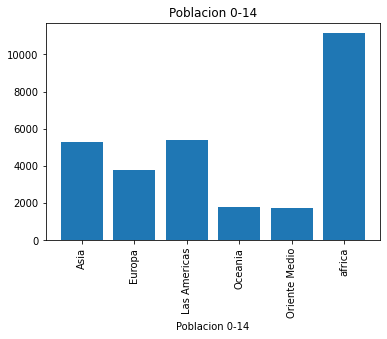 Poblacion 0-14
10000
8000
6000
4000
2000
0
Asia
Europa
Las Americas
Oceania
Oriente Medio
africa
Poblacion 0-14